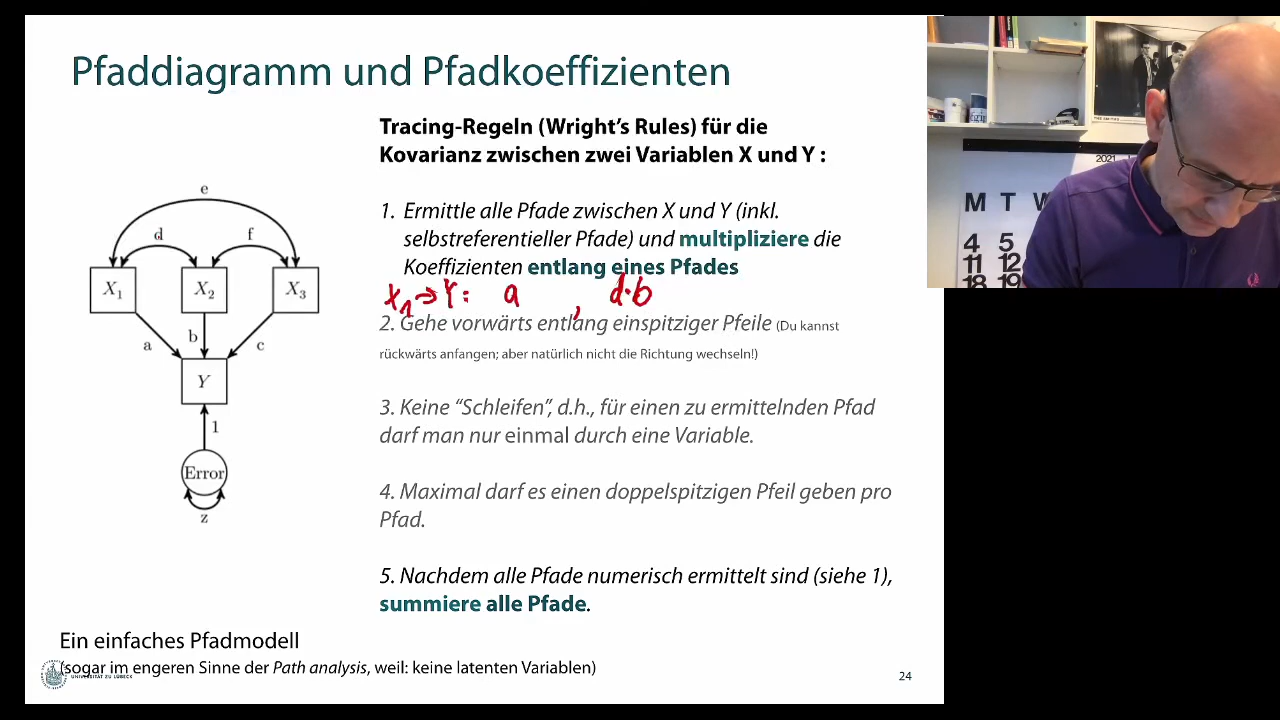 Pfaddiagramm und Pfadkoeffizienten
Tracing-Regeln (Wright’s Rules) für die
Kovarianz zwischen zwei Variablen X und Y :
1. Ermittle alle Pfade zwischen X und Y (inkl.
selbstreferentieller Pfade) und multipliziere die
Koeffizienten entlang eines Pfades
X₁ → Y: a , d·b
2. Gehe vorwärts entlang einspitziger Pfeile (Du kannst
rückwärts anfangen; aber natürlich nicht die Richtung wechseln!)
3. Keine “Schleifen”, d.h., für einen zu ermittelnden Pfad
darf man nur einmal durch eine Variable.
4. Maximal darf es einen doppelspitzigen Pfeil geben pro
Pfad.
5. Nachdem alle Pfade numerisch ermittelt sind (siehe 1),
summiere alle Pfade.
e
d f
X₁ X₂ X₃
a b c
Y
1
Error
z
Ein einfaches Pfadmodell
(sogar im engeren Sinne der Path analysis, weil: keine latenten Variablen)
UNIVERSITÄT ZU LÜBECK
24
2021
M T W
4 5
11 12
18 19